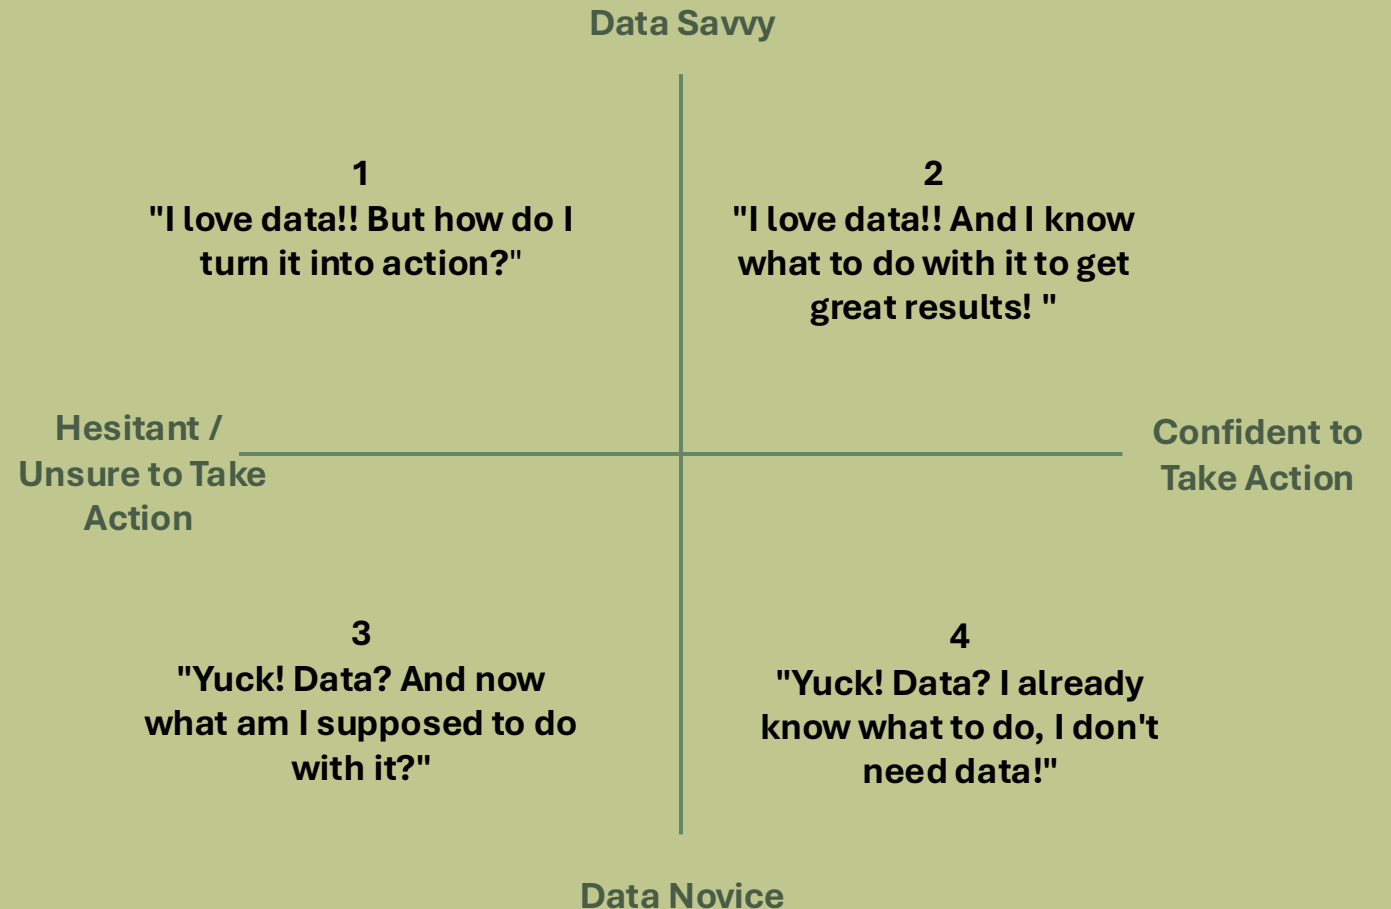 Data Savvy
1
"I love data!! But how do I
turn it into action?"
2
"I love data!! And I know
what to do with it to get
great results! "
Hesitant /
Unsure to Take
Action
Confident to
Take Action
3
"Yuck! Data? And now
what am I supposed to do
with it?"
4
"Yuck! Data? I already
know what to do, I don't
need data!"
Data Novice